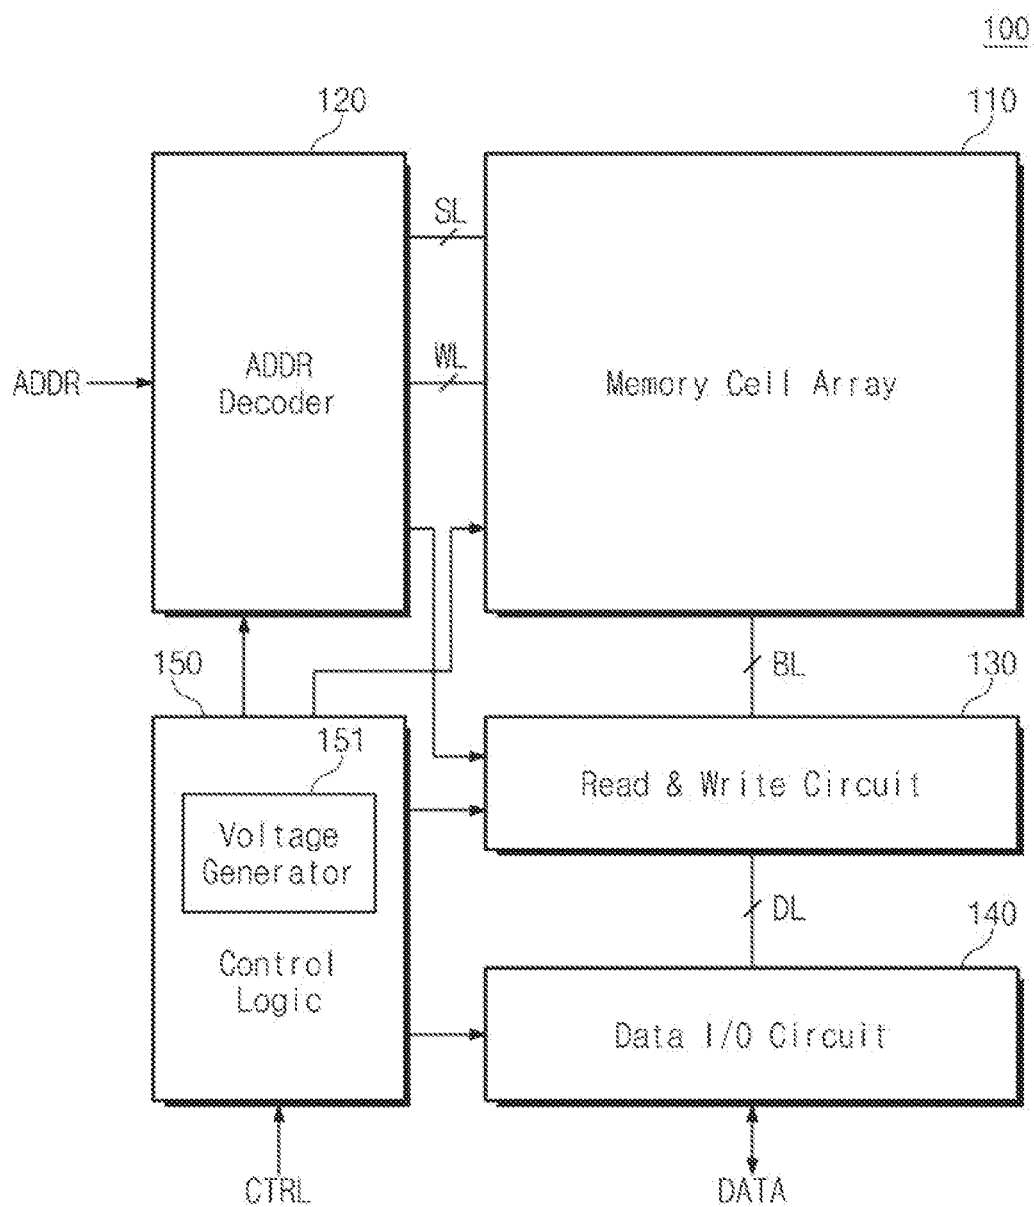 100
120
110
SL
WL
ADDR
ADDR
Decoder
Memory Cell Array
150
BL
130
151
Voltage
Generator
Read & Write Circuit
DL
140
Control
Logic
Data I/O Circuit
CTRL
DATA